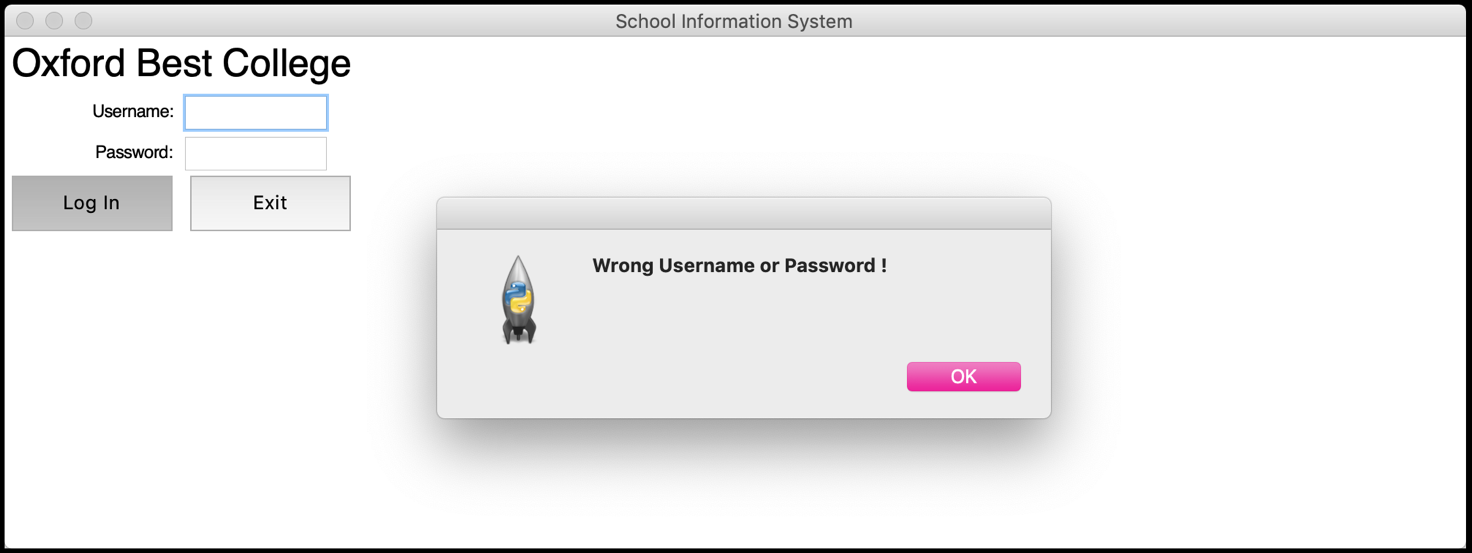 School Information System
Oxford Best College
Username:
Password:
Log In
Exit
Wrong Username or Password !
OK